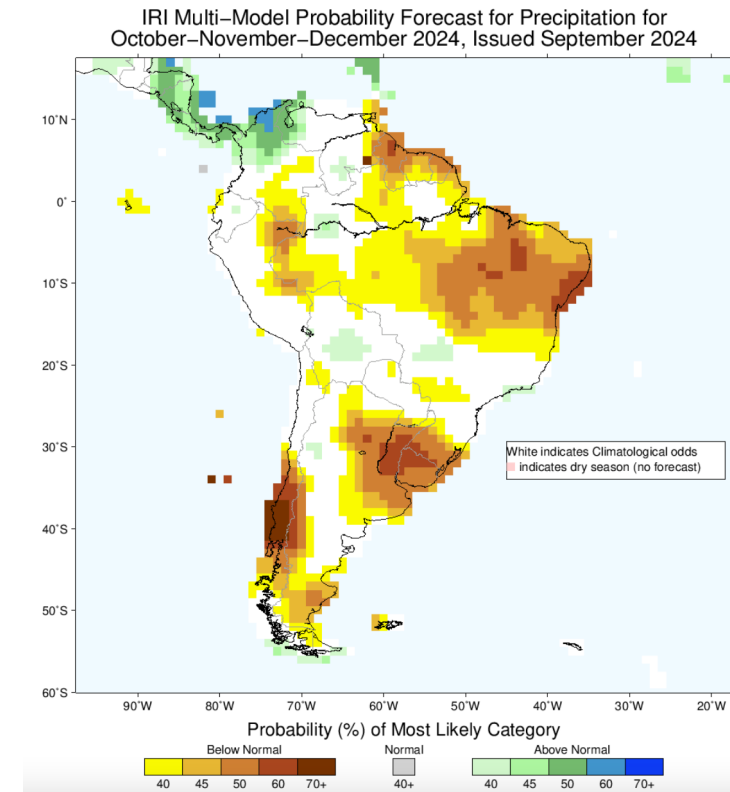 IRI Multi−Model Probability Forecast for Precipitation for
October−November−December 2024, Issued September 2024
10˚N
0˚
10˚S
20˚S
30˚S
40˚S
50˚S
60˚S
White indicates Climatological odds
indicates dry season (no forecast)
90˚W 80˚W 70˚W 60˚W 50˚W 40˚W 30˚W 20˚W
Probability (%) of Most Likely Category
Below Normal Normal Above Normal
40 45 50 60 70+ 40+ 40 45 50 60 70+